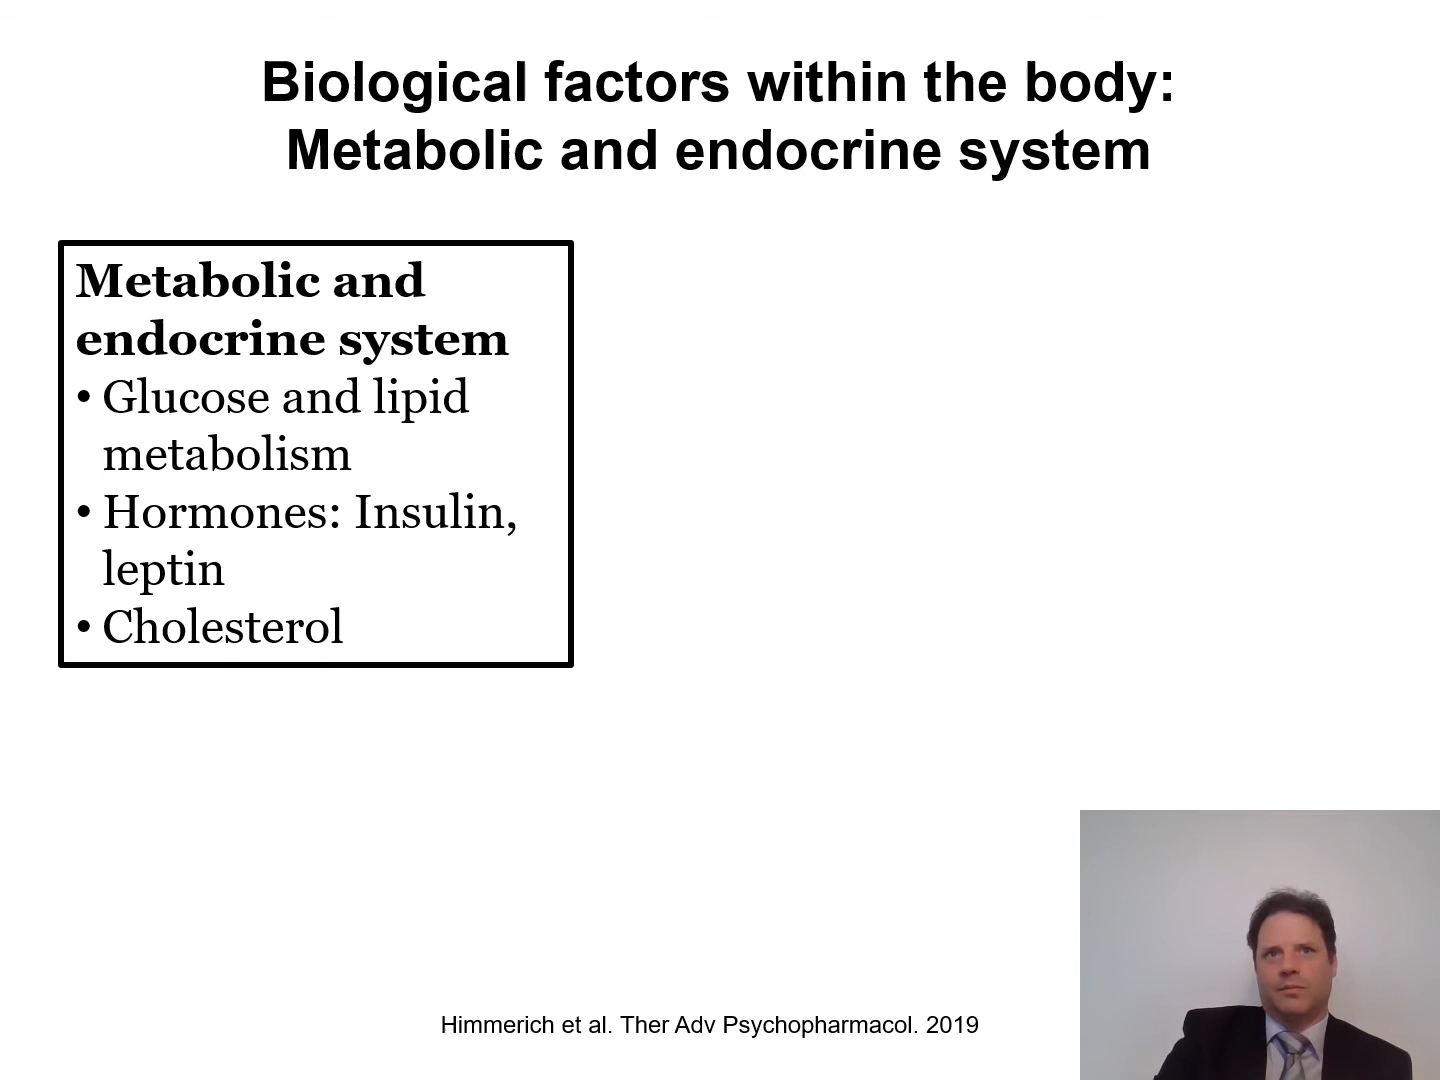 Biological factors within the body:
Metabolic and endocrine system
Metabolic and
endocrine system
• Glucose and lipid
metabolism
• Hormones: Insulin,
leptin
• Cholesterol
Himmerich et al. Ther Adv Psychopharmacol. 2019